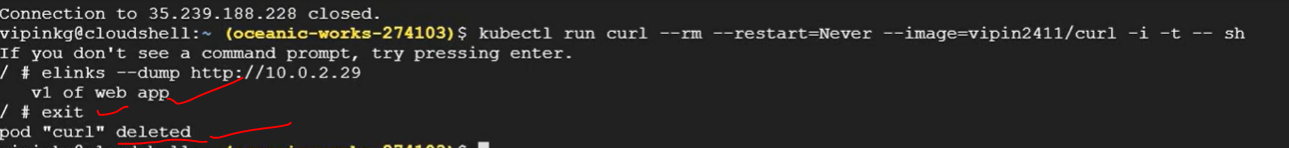 Connection to 35.239.188.228 closed.
vipinkg@cloudshell:~ (oceanic-works-274103)$ kubectl run curl --rm --restart=Never --image=vipin2411/curl -i -t -- sh
If you don't see a command prompt, try pressing enter.
/ # elinks --dump http://10.0.2.29
v1 of web app
/ # exit
pod "curl" deleted